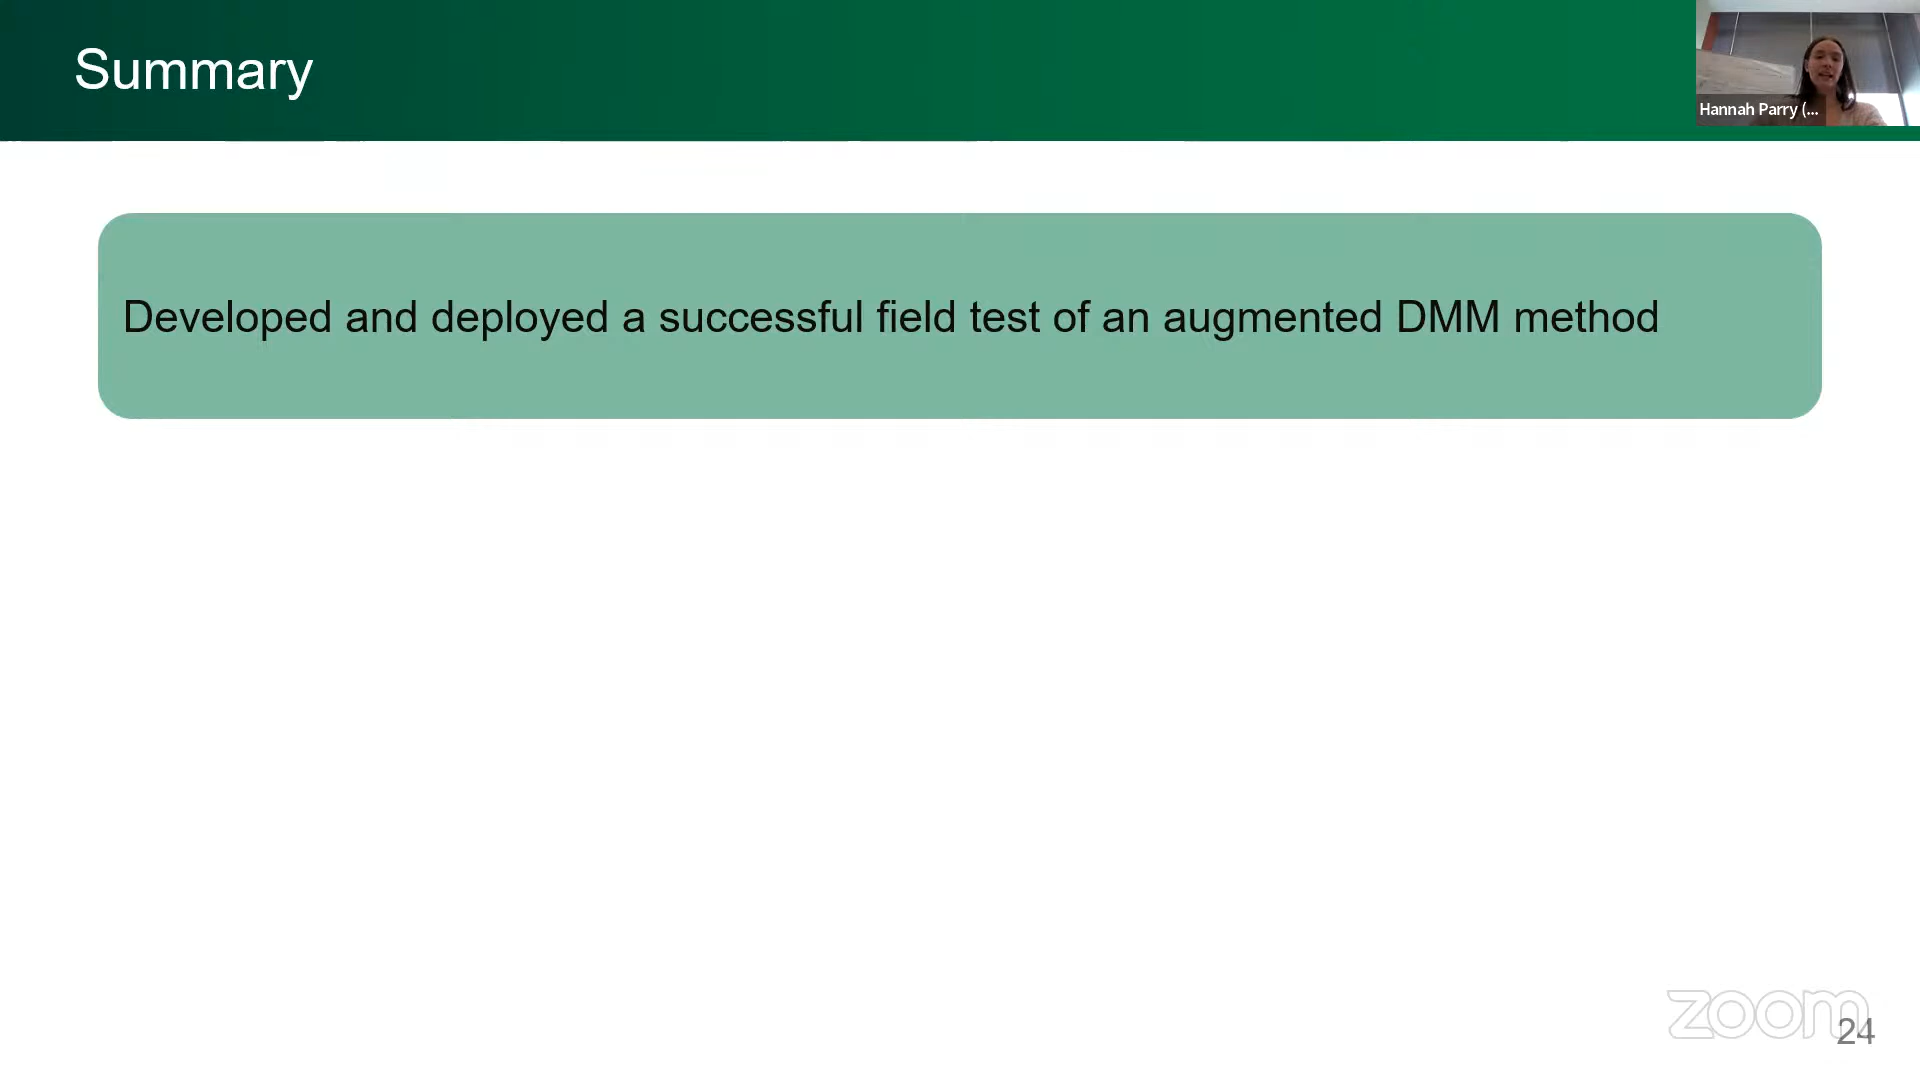 Summary
Hannah Parry (...
Developed and deployed a successful field test of an augmented DMM method
zoom
24